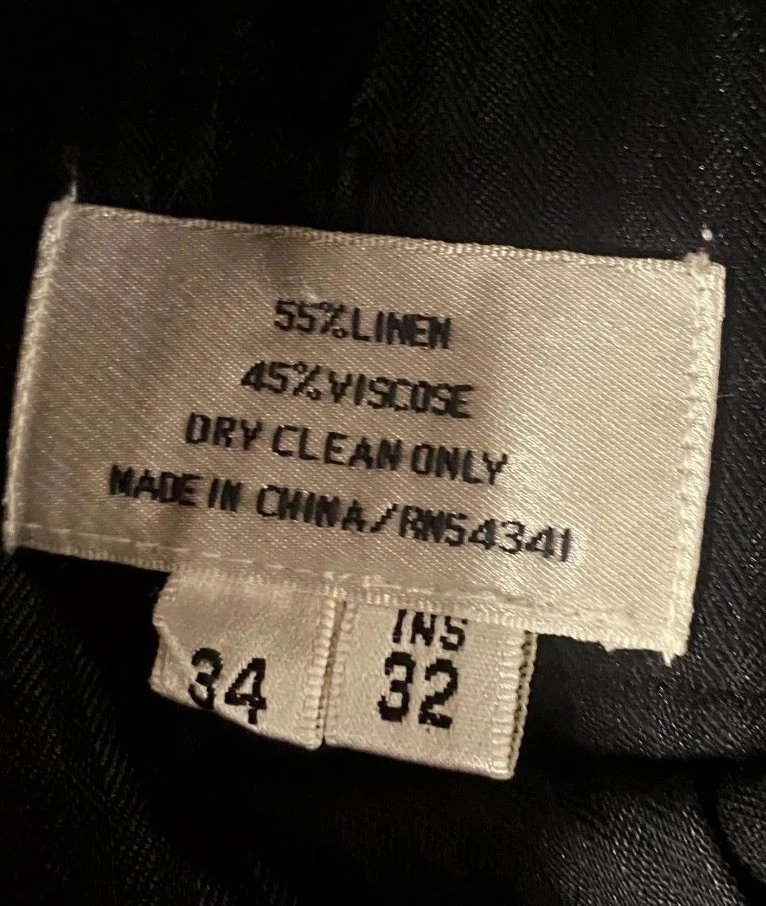 55%LINEN
45%VISCOSE
DRY CLEAN ONLY
MADE IN CHINA/RN54341
34
INS
32